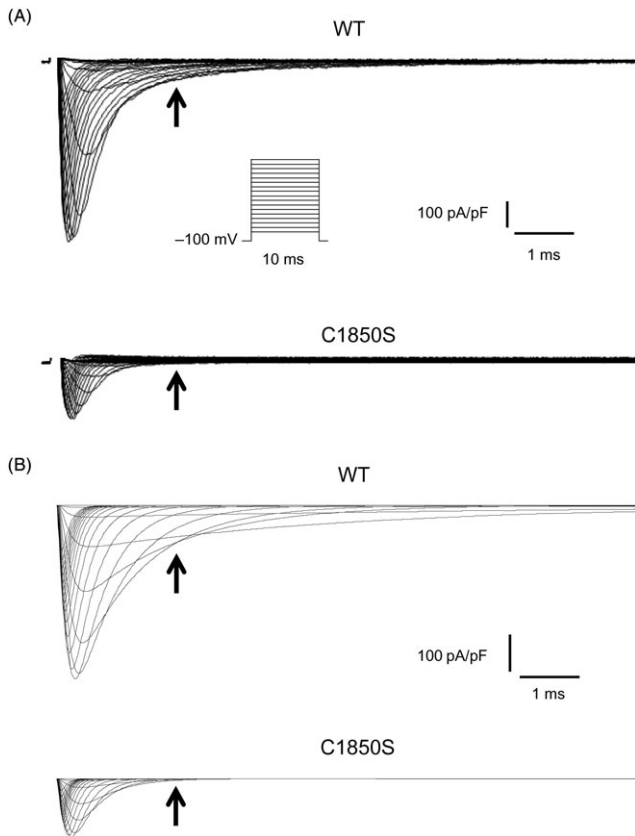 (A)
WT
–100 mV
10 ms
100 pA/pF
1 ms
C1850S
(B)
WT
100 pA/pF
1 ms
C1850S